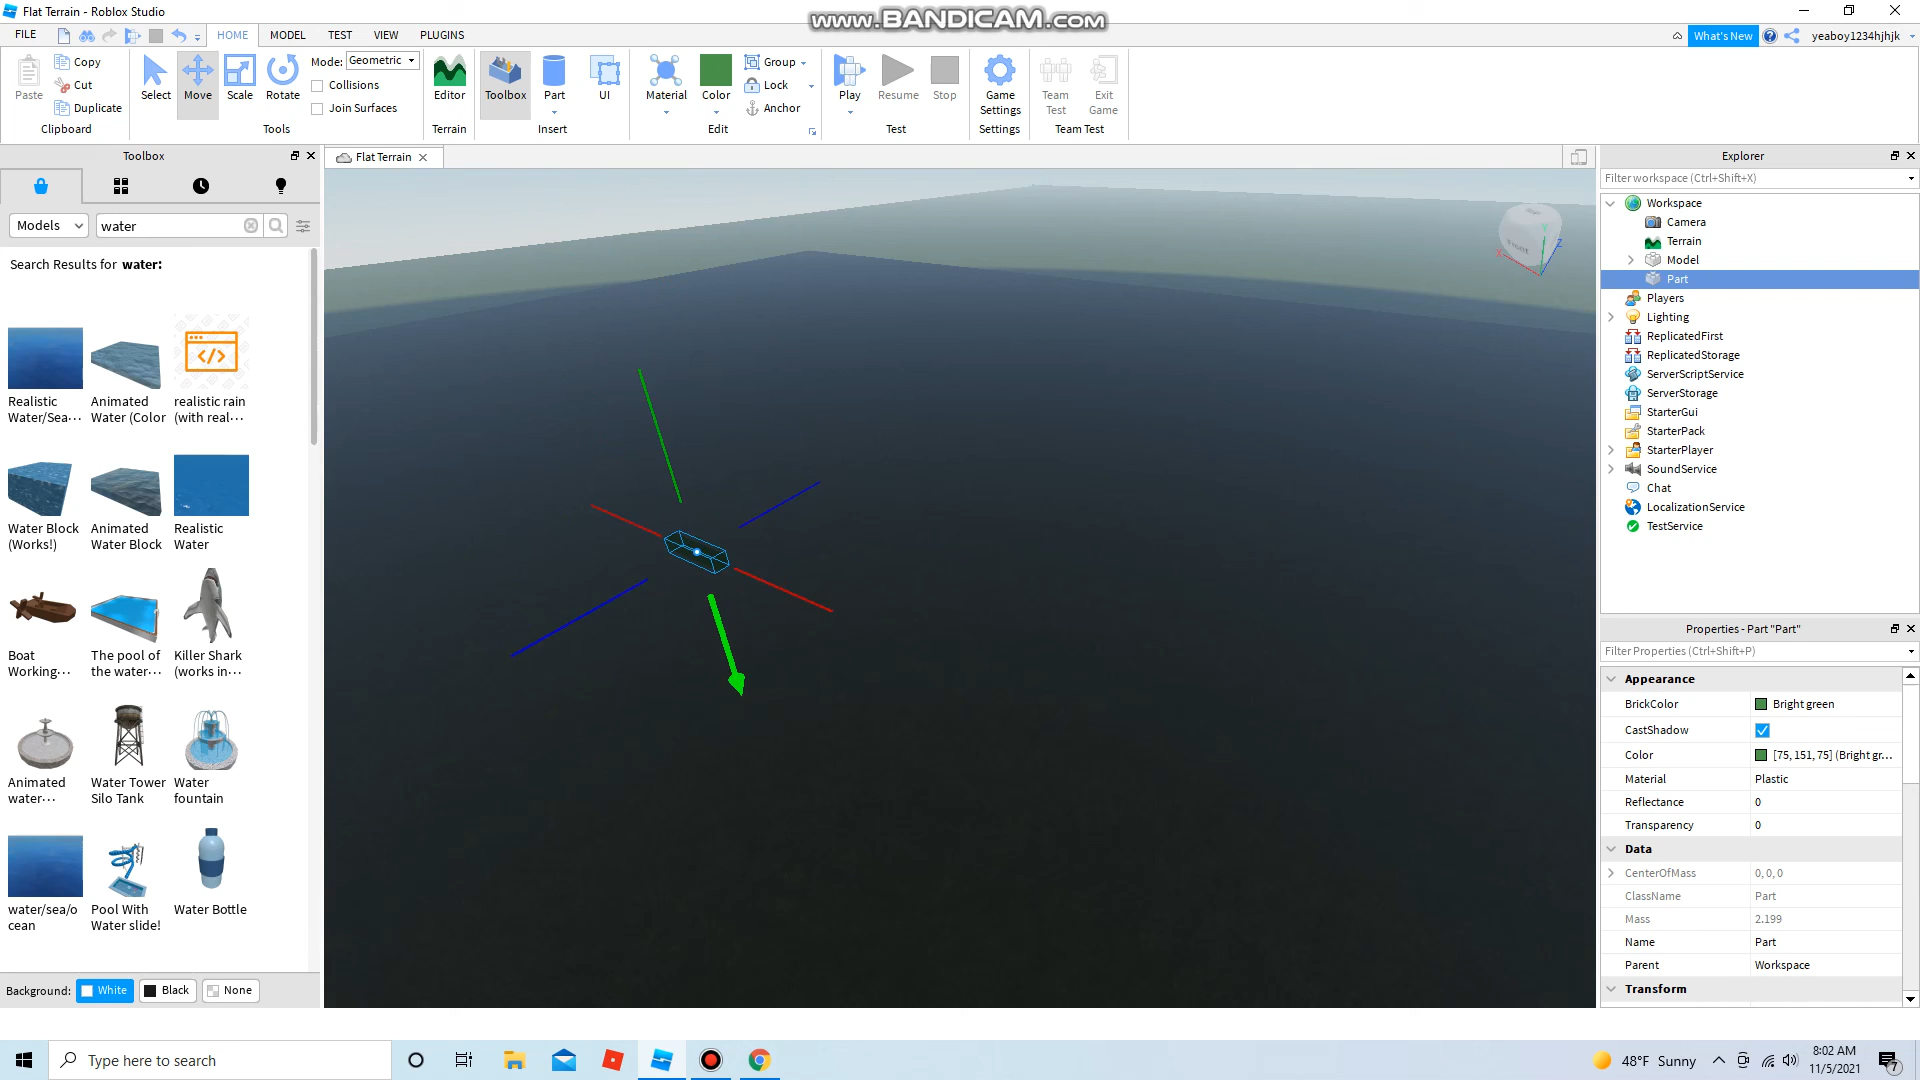 Flat Terrain - Roblox Studio
www.BANDICAM.com
FILE
HOME
MODEL
TEST
VIEW
PLUGINS
What's New
yeaboy1234hjhjk
Paste
Copy
Cut
Duplicate
Clipboard
Select
Move
Scale
Rotate
Mode: Geometric
Collisions
Join Surfaces
Tools
Editor
Terrain
Toolbox
Part
UI
Insert
Material
Color
Group
Lock
Anchor
Edit
Play
Resume
Stop
Test
Game
Settings
Settings
Team
Test
Exit
Game
Team Test
Toolbox
Flat Terrain
Models
water
Search Results for water:
Realistic
Water/Sea...
Animated
Water (Color
realistic rain
(with real...
Water Block
(Works!)
Animated
Water Block
Realistic
Water
Boat
Working...
The pool of
the water...
Killer Shark
(works in...
Animated
water...
Water Tower
Silo Tank
Water
fountain
water/sea/o
cean
Pool With
Water slide!
Water Bottle
Background: White Black None
Explorer
Filter workspace (Ctrl+Shift+X)
Workspace
Camera
Terrain
Model
Part
Players
Lighting
ReplicatedFirst
ReplicatedStorage
ServerScriptService
ServerStorage
StarterGui
StarterPack
StarterPlayer
SoundService
Chat
LocalizationService
TestService
Properties - Part "Part"
Filter Properties (Ctrl+Shift+P)
Appearance
BrickColor Bright green
CastShadow
Color [75, 151, 75] (Bright gr...
Material Plastic
Reflectance 0
Transparency 0
Data
CenterOfMass 0, 0, 0
ClassName Part
Mass 2.199
Name Part
Parent Workspace
Transform
Type here to search
48°F Sunny
8:02 AM
11/5/2021
7